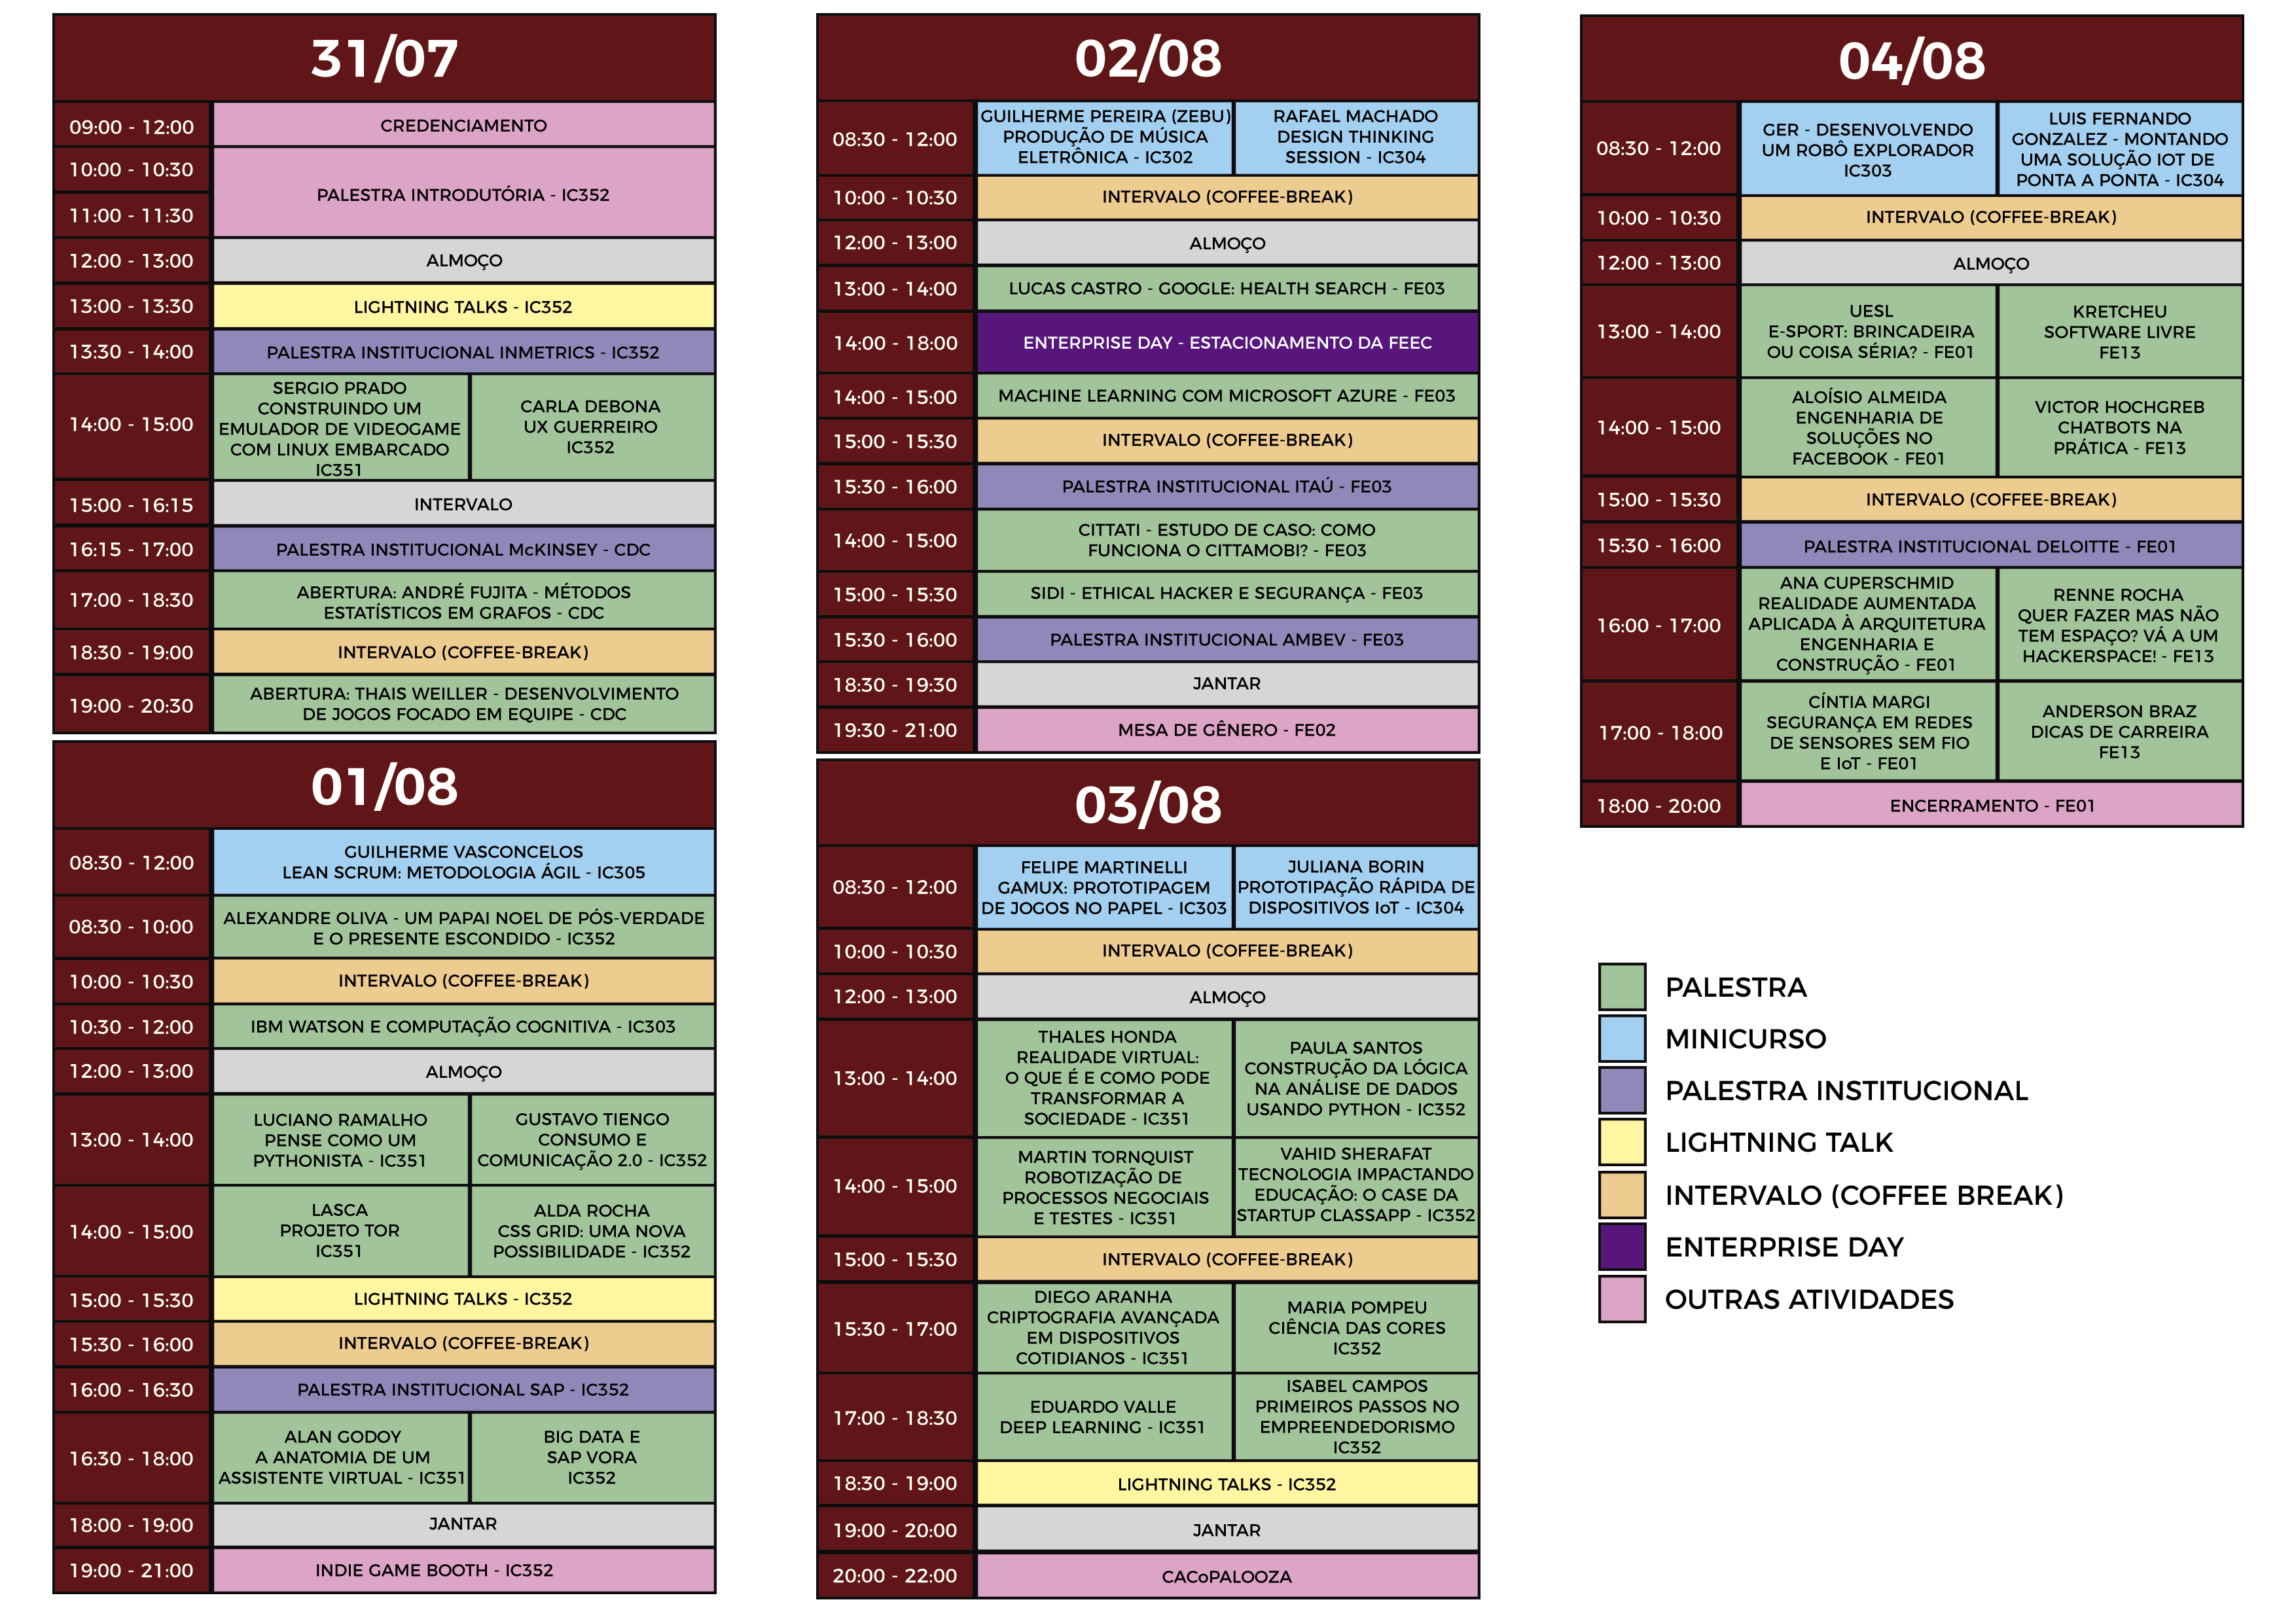 31/07
09:00 - 12:00
CREDENCIAMENTO
10:00 - 10:30
11:00 - 11:30
PALESTRA INTRODUTÓRIA - IC352
12:00 - 13:00
ALMOÇO
13:00 - 13:30
LIGHTNING TALKS - IC352
13:30 - 14:00
PALESTRA INSTITUCIONAL INMETRICS - IC352
14:00 - 15:00
SERGIO PRADO
CONSTRUINDO UM
EMULADOR DE VIDEOGAME
COM LINUX EMBARCADO
IC351
CARLA DEBONA
UX GUERREIRO
IC352
15:00 - 16:15
INTERVALO
16:15 - 17:00
PALESTRA INSTITUCIONAL McKINSEY - CDC
17:00 - 18:30
ABERTURA: ANDRÉ FUJITA - MÉTODOS
ESTATÍSTICOS EM GRAFOS - CDC
18:30 - 19:00
INTERVALO (COFFEE-BREAK)
19:00 - 20:30
ABERTURA: THAIS WEILLER - DESENVOLVIMENTO
DE JOGOS FOCADO EM EQUIPE - CDC
01/08
08:30 - 12:00
GUILHERME VASCONCELOS
LEAN SCRUM: METODOLOGIA ÁGIL - IC305
08:30 - 10:00
ALEXANDRE OLIVA - UM PAPAI NOEL DE PÓS-VERDADE
E O PRESENTE ESCONDIDO - IC352
10:00 - 10:30
INTERVALO (COFFEE-BREAK)
10:30 - 12:00
IBM WATSON E COMPUTAÇÃO COGNITIVA - IC303
12:00 - 13:00
ALMOÇO
13:00 - 14:00
LUCIANO RAMALHO
PENSE COMO UM
PYTHONISTA - IC351
GUSTAVO TIENGO
CONSUMO E
COMUNICAÇÃO 2.0 - IC352
14:00 - 15:00
LASCA
PROJETO TOR
IC351
ALDA ROCHA
CSS GRID: UMA NOVA
POSSIBILIDADE - IC352
15:00 - 15:30
LIGHTNING TALKS - IC352
15:30 - 16:00
INTERVALO (COFFEE-BREAK)
16:00 - 16:30
PALESTRA INSTITUCIONAL SAP - IC352
16:30 - 18:00
ALAN GODOY
A ANATOMIA DE UM
ASSISTENTE VIRTUAL - IC351
BIG DATA E
SAP VORA
IC352
18:00 - 19:00
JANTAR
19:00 - 21:00
INDIE GAME BOOTH - IC352
02/08
08:30 - 12:00
GUILHERME PEREIRA (ZEBU)
PRODUÇÃO DE MÚSICA
ELETRÔNICA - IC302
RAFAEL MACHADO
DESIGN THINKING
SESSION - IC304
10:00 - 10:30
INTERVALO (COFFEE-BREAK)
12:00 - 13:00
ALMOÇO
13:00 - 14:00
LUCAS CASTRO - GOOGLE: HEALTH SEARCH - FE03
14:00 - 18:00
ENTERPRISE DAY - ESTACIONAMENTO DA FEEC
14:00 - 15:00
MACHINE LEARNING COM MICROSOFT AZURE - FE03
15:00 - 15:30
INTERVALO (COFFEE-BREAK)
15:30 - 16:00
PALESTRA INSTITUCIONAL ITAÚ - FE03
14:00 - 15:00
CITTATI - ESTUDO DE CASO: COMO
FUNCIONA O CITTAMOBI? - FE03
15:00 - 15:30
SIDI - ETHICAL HACKER E SEGURANÇA - FE03
15:30 - 16:00
PALESTRA INSTITUCIONAL AMBEV - FE03
18:30 - 19:30
JANTAR
19:30 - 21:00
MESA DE GÊNERO - FE02
03/08
08:30 - 12:00
FELIPE MARTINELLI
GAMUX: PROTOTIPAGEM
DE JOGOS NO PAPEL - IC303
JULIANA BORIN
PROTOTIPAÇÃO RÁPIDA DE
DISPOSITIVOS IoT - IC304
10:00 - 10:30
INTERVALO (COFFEE-BREAK)
12:00 - 13:00
ALMOÇO
13:00 - 14:00
THALES HONDA
REALIDADE VIRTUAL:
O QUE É E COMO PODE
TRANSFORMAR A
SOCIEDADE - IC351
PAULA SANTOS
CONSTRUÇÃO DA LÓGICA
NA ANÁLISE DE DADOS
USANDO PYTHON - IC352
14:00 - 15:00
MARTIN TORNQUIST
ROBOTIZAÇÃO DE
PROCESSOS NEGOCIAIS
E TESTES - IC351
VAHID SHERAFAT
TECNOLOGIA IMPACTANDO
EDUCAÇÃO: O CASE DA
STARTUP CLASSAPP - IC352
15:00 - 15:30
INTERVALO (COFFEE-BREAK)
15:30 - 17:00
DIEGO ARANHA
CRIPTOGRAFIA AVANÇADA
EM DISPOSITIVOS
COTIDIANOS - IC351
MARIA POMPEU
CIÊNCIA DAS CORES
IC352
17:00 - 18:30
EDUARDO VALLE
DEEP LEARNING - IC351
ISABEL CAMPOS
PRIMEIROS PASSOS NO
EMPREENDEDORISMO
IC352
18:30 - 19:00
LIGHTNING TALKS - IC352
19:00 - 20:00
JANTAR
20:00 - 22:00
CACoPALOOZA
04/08
08:30 - 12:00
GER - DESENVOLVENDO
UM ROBÔ EXPLORADOR
IC303
LUIS FERNANDO
GONZALEZ - MONTANDO
UMA SOLUÇÃO IOT DE
PONTA A PONTA - IC304
10:00 - 10:30
INTERVALO (COFFEE-BREAK)
12:00 - 13:00
ALMOÇO
13:00 - 14:00
UESL
E-SPORT: BRINCADEIRA
OU COISA SÉRIA? - FE01
KRETCHEU
SOFTWARE LIVRE
FE13
14:00 - 15:00
ALOÍSIO ALMEIDA
ENGENHARIA DE
SOLUÇÕES NO
FACEBOOK - FE01
VICTOR HOCHGREB
CHATBOTS NA
PRÁTICA - FE13
15:00 - 15:30
INTERVALO (COFFEE-BREAK)
15:30 - 16:00
PALESTRA INSTITUCIONAL DELOITTE - FE01
16:00 - 17:00
ANA CUPERSCHMID
REALIDADE AUMENTADA
APLICADA À ARQUITETURA
ENGENHARIA E
CONSTRUÇÃO - FE01
RENNE ROCHA
QUER FAZER MAS NÃO
TEM ESPAÇO? VÁ A UM
HACKERSPACE! - FE13
17:00 - 18:00
CÍNTIA MARGI
SEGURANÇA EM REDES
DE SENSORES SEM FIO
E IoT - FE01
ANDERSON BRAZ
DICAS DE CARREIRA
FE13
18:00 - 20:00
ENCERRAMENTO - FE01
PALESTRA
MINICURSO
PALESTRA INSTITUCIONAL
LIGHTNING TALK
INTERVALO (COFFEE BREAK)
ENTERPRISE DAY
OUTRAS ATIVIDADES